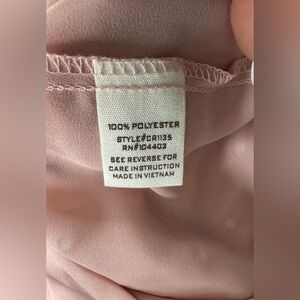 100% POLYESTER
STYLE#CR1135
RN#104403
SEE REVERSE FOR
CARE INSTRUCTION
MADE IN VIETNAM